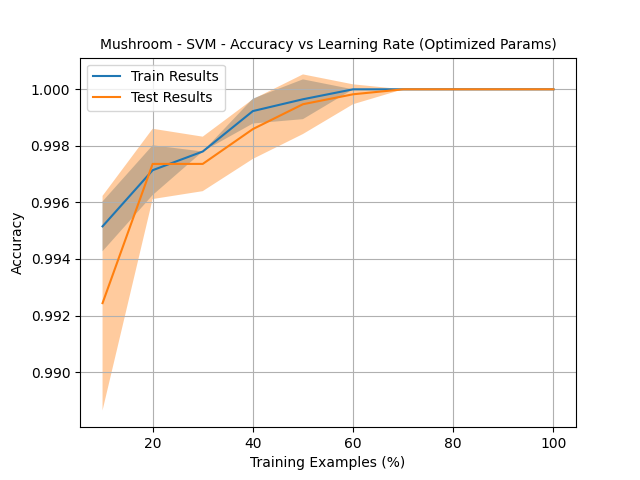 Mushroom - SVM - Accuracy vs Learning Rate (Optimized Params)
Train Results
Test Results
1.000
0.998
0.996
0.994
0.992
0.990
Accuracy
20
40
60
80
100
Training Examples (%)